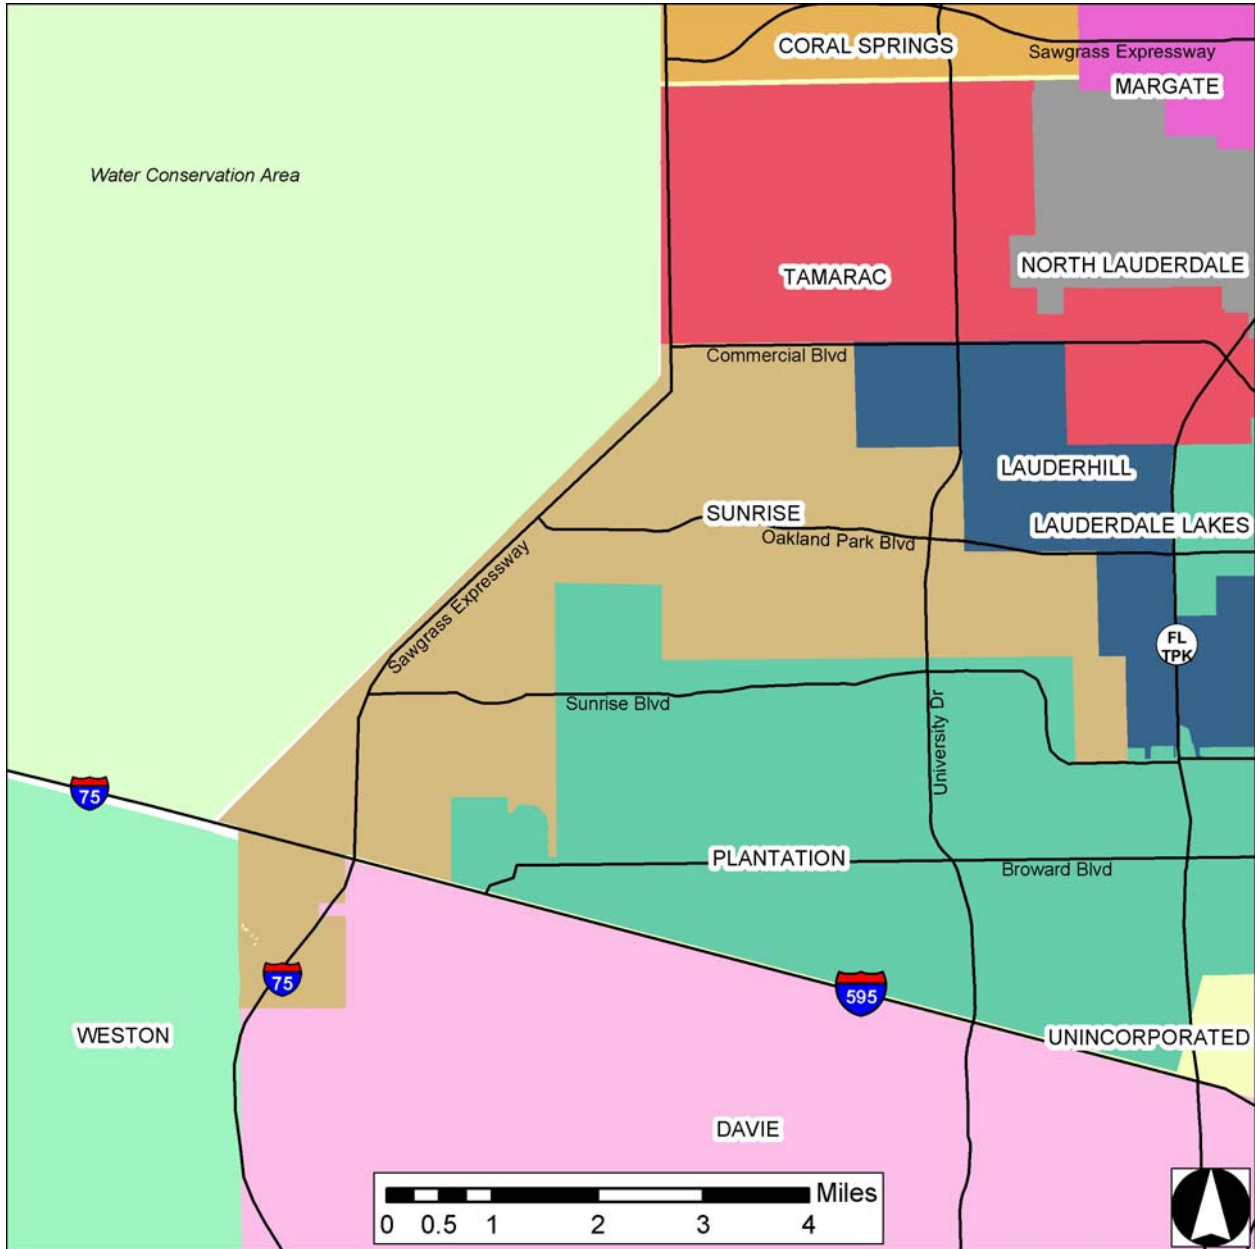 CORAL SPRINGS
Sawgrass Expressway
MARGATE
Water Conservation Area
NORTH LAUDERDALE
TAMARAC
Commercial Blvd
LAUDERHILL
SUNRISE
LAUDERDALE LAKES
Oakland Park Blvd
Sawgrass Expressway
FL
TPK
Sunrise Blvd
University Dr
75
PLANTATION
Broward Blvd
75
595
WESTON
UNINCORPORATED
DAVIE
Miles
0 0.5 1 2 3 4